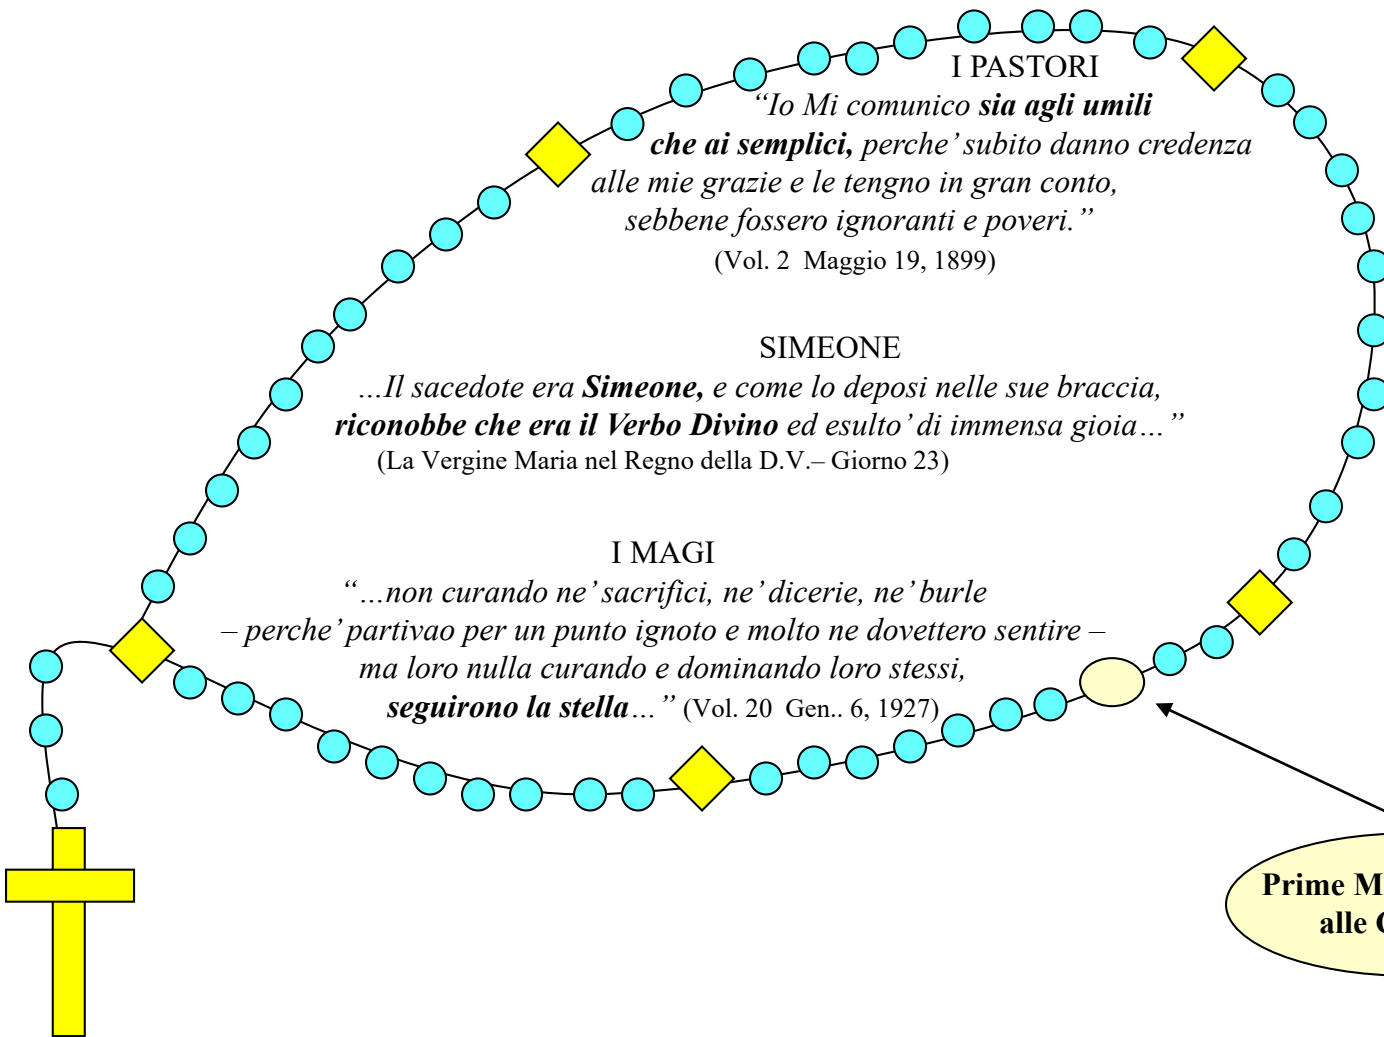 I PASTORI
“Io Mi comunico sia agli umili
che ai semplici, perche’ subito danno credenza
alle mie grazie e le tengno in gran conto,
sebbene fossero ignoranti e poveri.”
(Vol. 2 Maggio 19, 1899)
SIMEONE
...Il sacedote era Simeone, e come lo deposi nelle sue braccia,
riconobbe che era il Verbo Divino ed esulto’ di immensa gioia...”
(La Vergine Maria nel Regno della D.V.– Giorno 23)
I MAGI
“...non curando ne’ sacrifici, ne’ dicerie, ne’ burle
– perche’ partivao per un punto ignoto e molto ne dovettero sentire –
ma loro nulla curando e dominando loro stessi,
seguirono la stella...” (Vol. 20 Gen.. 6, 1927)
Prime M
alle